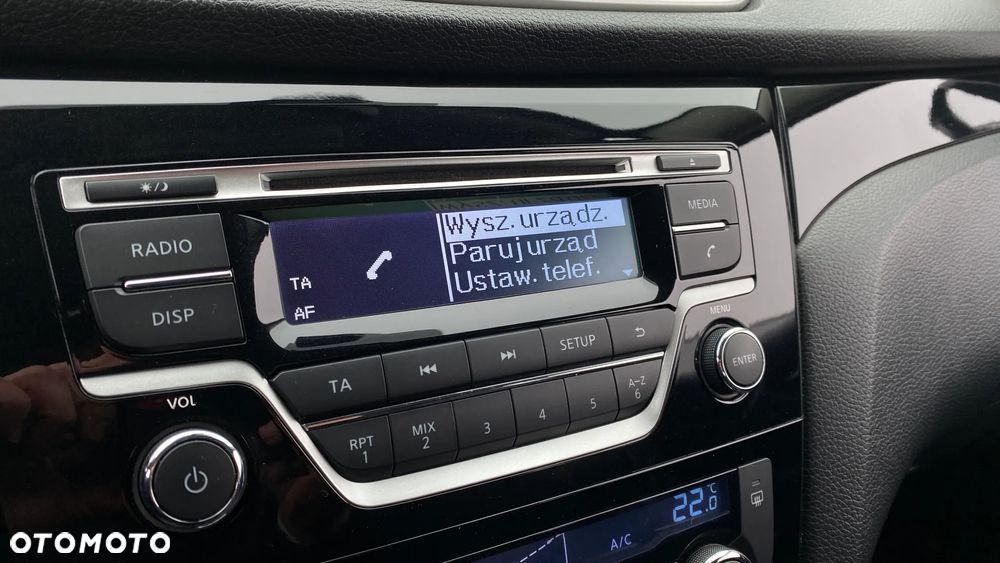 RADIO
DISP
TA
AF
Wysz.urządz.
Paruj urząd
Ustaw. telef.
MEDIA
MENU
ENTER
TA
SETUP
RPT
1
MIX
2
3
4
5
A-Z
6
VOL
22.0 °C
A/C
OTOMOTO